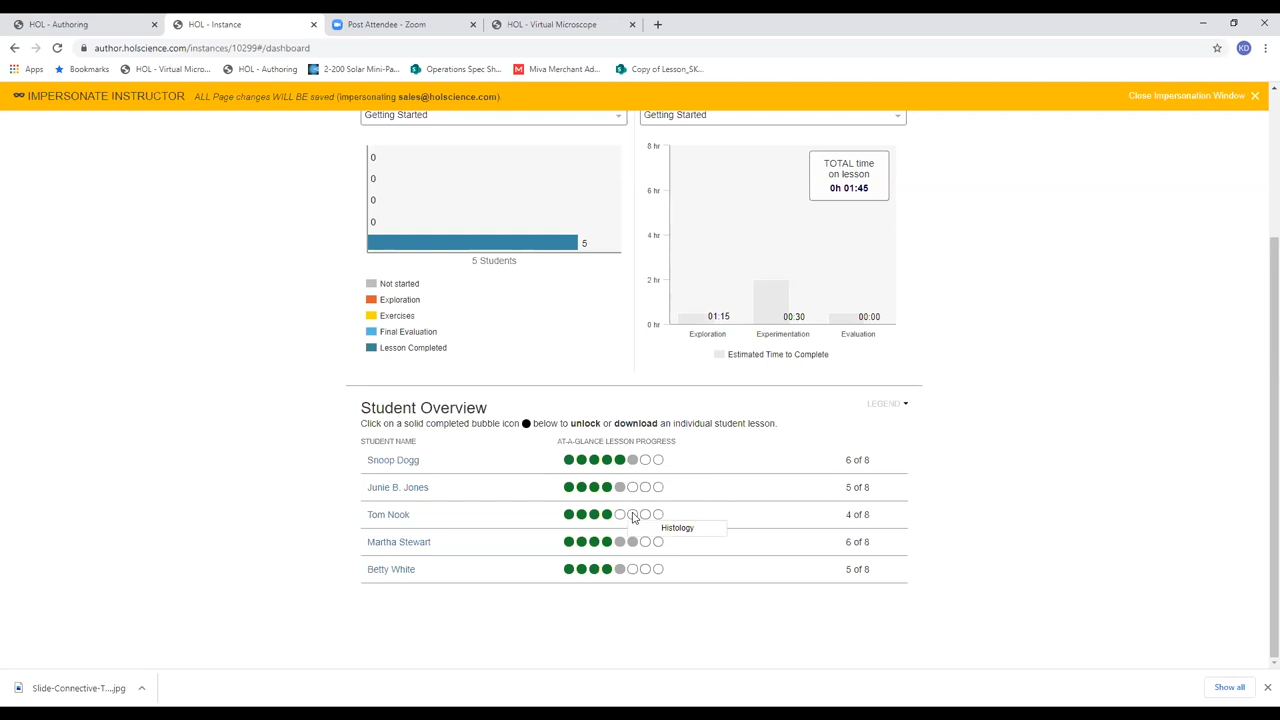 HOL - Authoring
HOL - Instance
Post Attendee - Zoom
HOL - Virtual Microscope
author.holscience.com/instances/10299#/dashboard
KD
Apps
Bookmarks
HOL - Virtual Micro...
HOL - Authoring
2-200 Solar Mini-Pa...
Operations Spec Sh...
Miva Merchant Ad...
Copy of Lesson_SK...
IMPERSONATE INSTRUCTOR ALL Page changes WILL BE saved (impersonating sales@holscience.com).
Close Impersonation Window
Getting Started
Getting Started
0
0
0
0
5
5 Students
Not started
Exploration
Exercises
Final Evaluation
Lesson Completed
8 hr
6 hr
4 hr
2 hr
0 hr
TOTAL time
on lesson
0h 01:45
01:15
00:30
00:00
Exploration
Experimentation
Evaluation
Estimated Time to Complete
Student Overview
LEGEND
Click on a solid completed bubble icon below to unlock or download an individual student lesson.
STUDENT NAME
AT-A-GLANCE LESSON PROGRESS
Snoop Dogg 6 of 8
Junie B. Jones 5 of 8
Tom Nook 4 of 8
Histology
Martha Stewart 6 of 8
Betty White 5 of 8
Slide-Connective-T....jpg
Show all